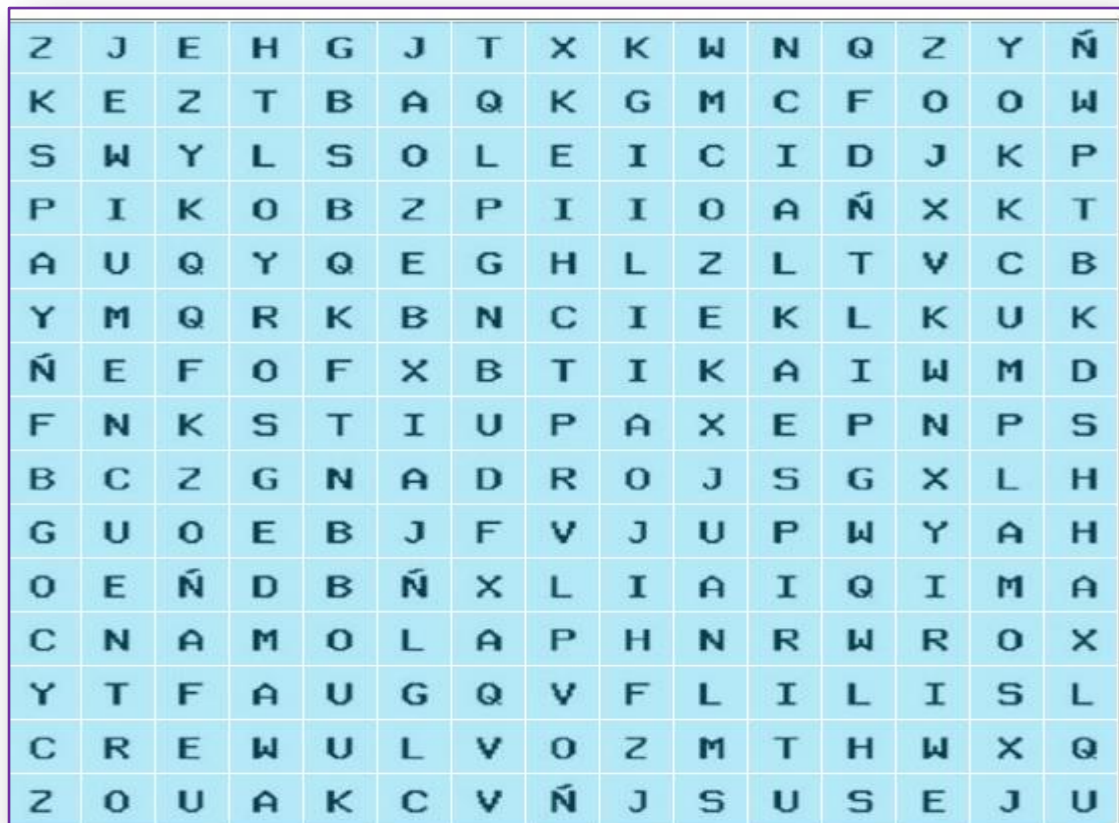 Z J E H G J T X K W N Q Z Y Ñ
K E Z T B A Q K G M C F O O W
S W Y L S O L E I C I D J K P
P I K O B Z P I I O A Ñ X K T
A U Q Y Q E G H L Z L T V C B
Y M Q R K B N C I E K L K U K
Ñ E F O F X B T I K A I W M D
F N K S T I U P A X E P N P S
B C Z G N A D R O J S G X L H
G U O E B J F V J U P W Y A H
O E Ñ D B Ñ X L I A I Q I M A
C N A M O L A P H N R W R O X
Y T F A U G Q V F L I L I S L
C R E W U L V O Z M T H W X Q
Z O U A K C V Ñ J S U S E J U